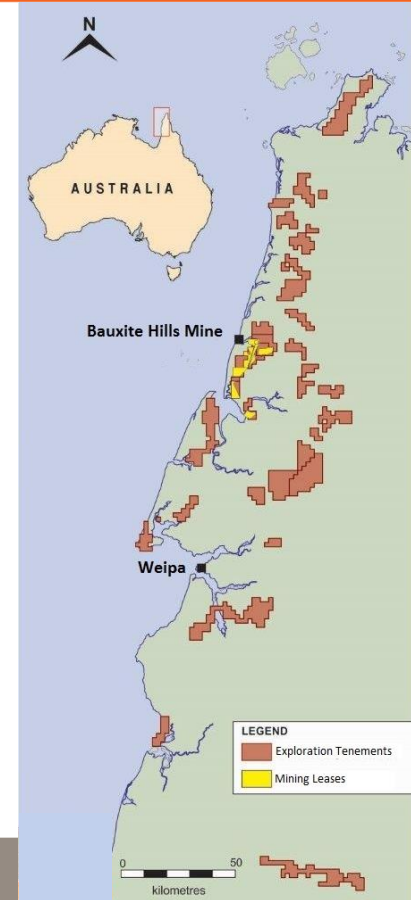 N
AUSTRALIA
Bauxite Hills Mine
Weipa
LEGEND
Exploration Tenements
Mining Leases
0 50
kilometres